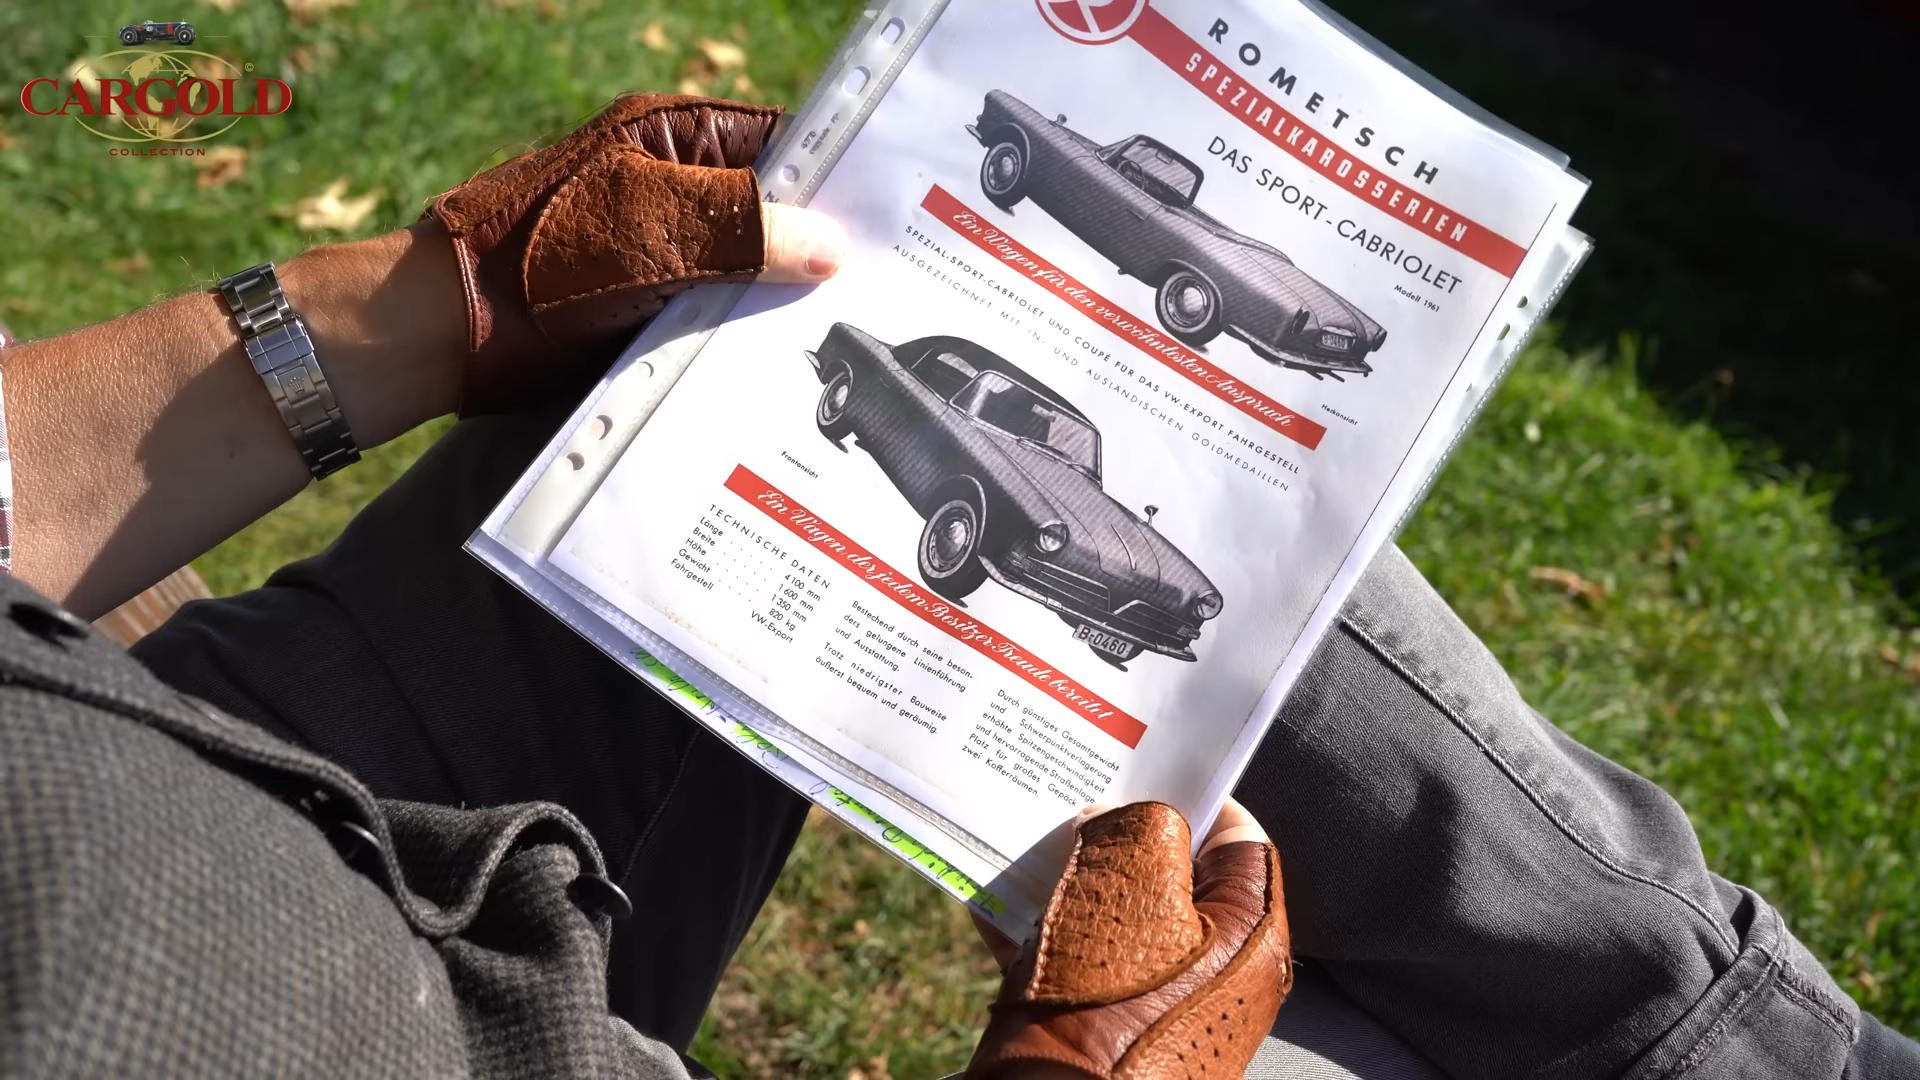 CARGOLD
COLLECTION
ROMETSCH
SPEZIALKAROSSERIEN
DAS SPORT-CABRIOLET
Modell 1961
Ein Wagen für den verwöhntesten Anspruch
Heckansicht
SPEZIAL-SPORT-CABRIOLET UND COUPÉ FÜR DAS VW-EXPORT FAHRGESTELL
AUSGEZEICHNET MIT IN- UND AUSLÄNDISCHEN GOLDMEDAILLEN
Frontansicht
B-0460
Ein Wagen der jedem Besitzer Freude bereitet
TECHNISCHE DATEN
Länge . . . . 4100 mm
Breite . . . . 1600 mm
Höhe . . . . 1350 mm
Gewicht . . . . 820 kg
Fahrgestell VW-Export
Bestechend durch seine beson-
ders gelungene Linienführung
und Ausstattung.
Trotz niedrigster Bauweise
äußerst bequem und geräumig.
Durch günstiges Gesamtgewicht
und Schwerpunktverlagerung
erhöhte Spitzengeschwindigkeit
und hervorragende Straßenlage
Platz für großes Gepäck
zwei Kofferräumen.